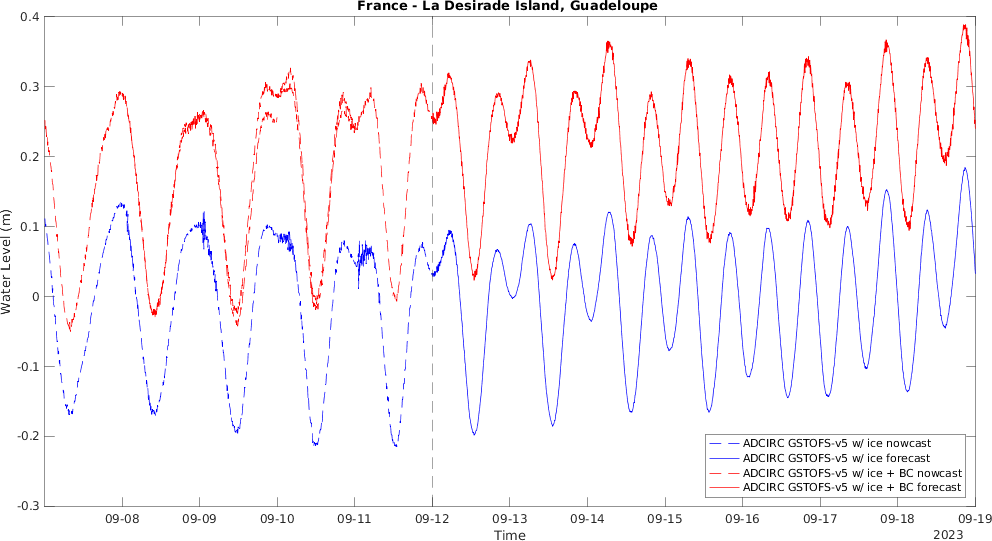 France - La Desirade Island, Guadeloupe
Water Level (m)
0.4
0.3
0.2
0.1
0
-0.1
-0.2
-0.3
ADCIRC GSTOFS-v5 w/ ice nowcast
ADCIRC GSTOFS-v5 w/ ice forecast
ADCIRC GSTOFS-v5 w/ ice + BC nowcast
ADCIRC GSTOFS-v5 w/ ice + BC forecast
09-08 09-09 09-10 09-11 09-12 09-13 09-14 09-15 09-16 09-17 09-18 09-19
Time
2023